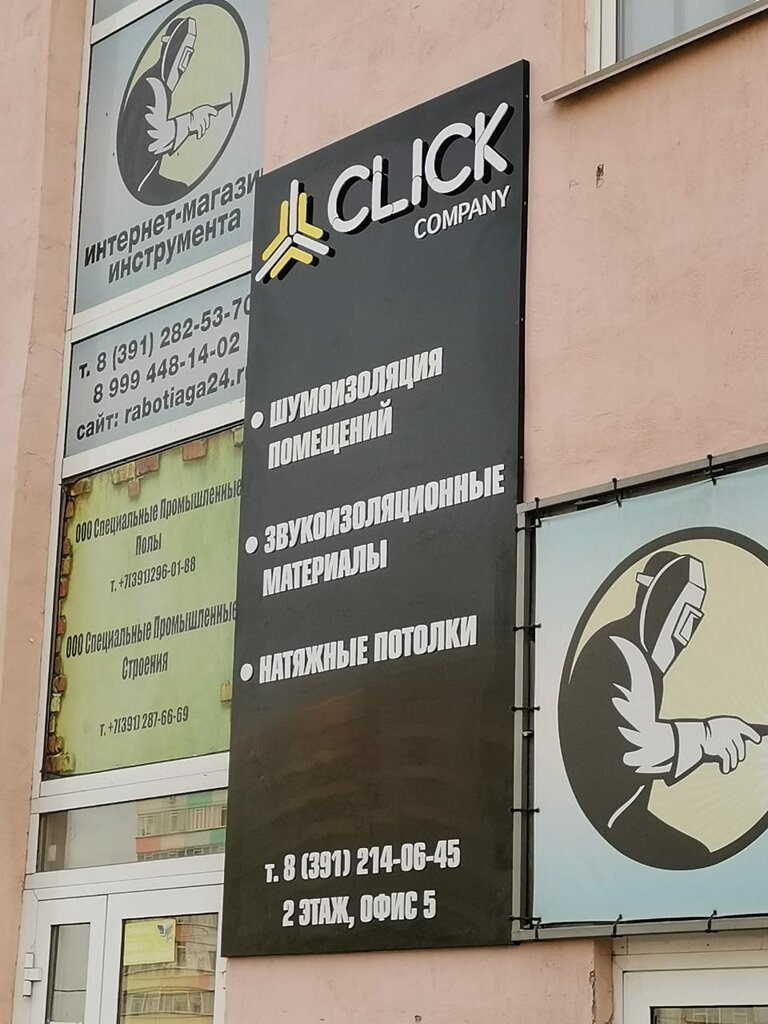 интернет-магази
инструмента
т. 8 (391) 282-53-70
8 999 448-14-02
сайт: rabotiaga24.r
ООО Специальные Промышленные
Полы
т. +7(391)296-01-88
ООО Специальные Промышленные
Строения
т. +7(391) 287-66-69
CLICK
COMPANY
• ШУМОИЗОЛЯЦИЯ
ПОМЕЩЕНИЙ
• ЗВУКОИЗОЛЯЦИОННЫЕ
МАТЕРИАЛЫ
• НАТЯЖНЫЕ ПОТОЛКИ
т. 8 (391) 214-06-45
2 ЭТАЖ, ОФИС 5